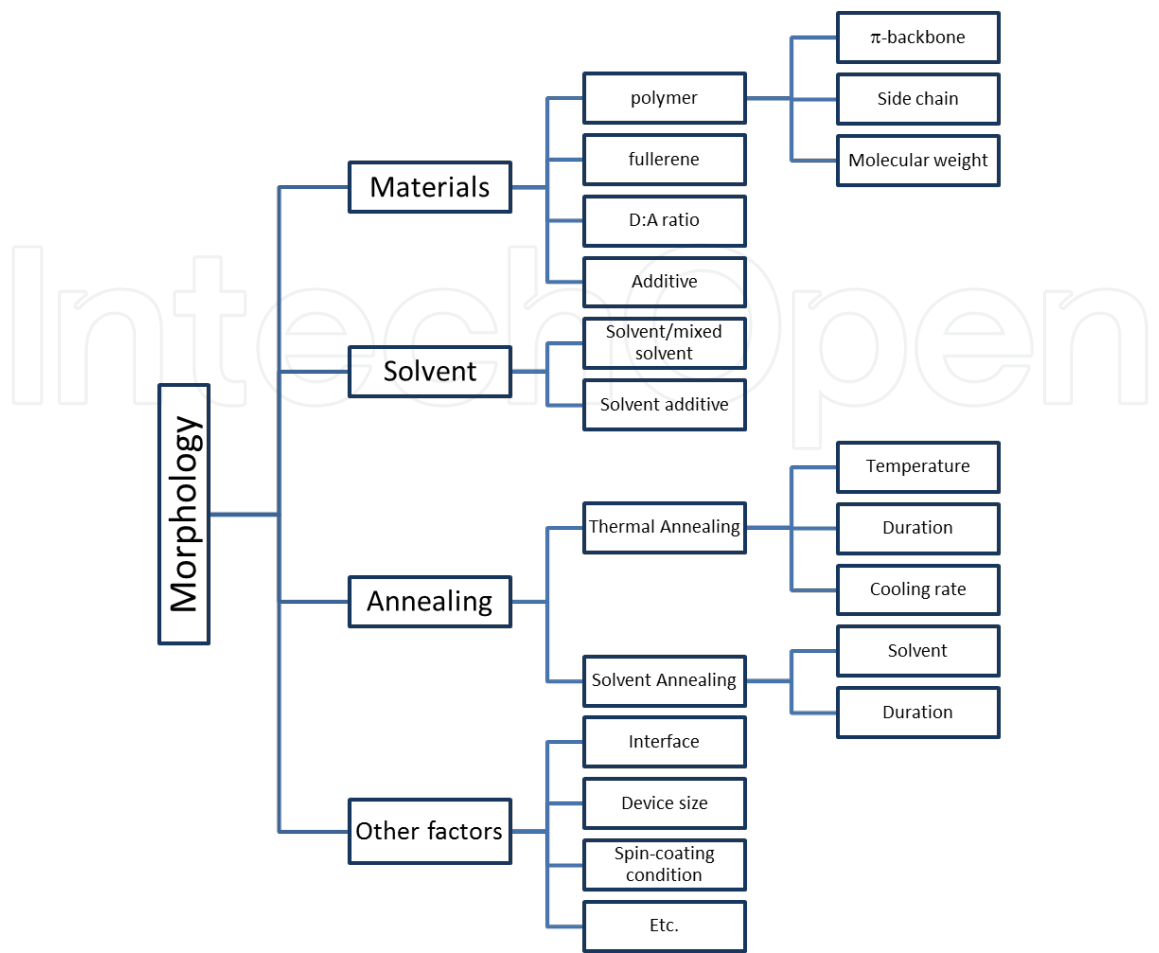 Morphology
Materials
polymer
π-backbone
Side chain
Molecular weight
fullerene
D:A ratio
Additive
Solvent
Solvent/mixed
solvent
Solvent additive
Annealing
Thermal Annealing
Temperature
Duration
Cooling rate
Solvent Annealing
Solvent
Duration
Other factors
Interface
Device size
Spin-coating
condition
Etc.
IntechOpen